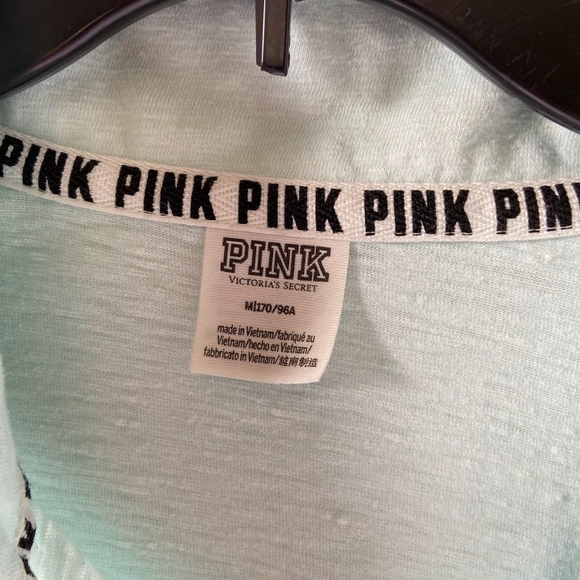 PINK PINK PINK PINK PINK
PINK
VICTORIA'S SECRET
M|170/96A
made in Vietnam/fabriqué au
Vietnam/hecho en Vietnam/
fabbricato in Vietnam/越南制造